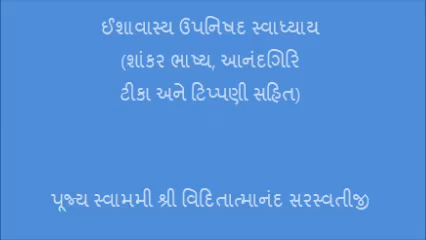 ઈશાવાસ્ય ઉપનિષદ સ્વાધ્યાય
(શાંકર ભાષ્ય, આનંદગિરિ
ટીકા અને ટિપ્પણી સહિત)
પૂજ્ય સ્વામમી શ્રી વિદિતાત્માનંદ સરસ્વતીજી